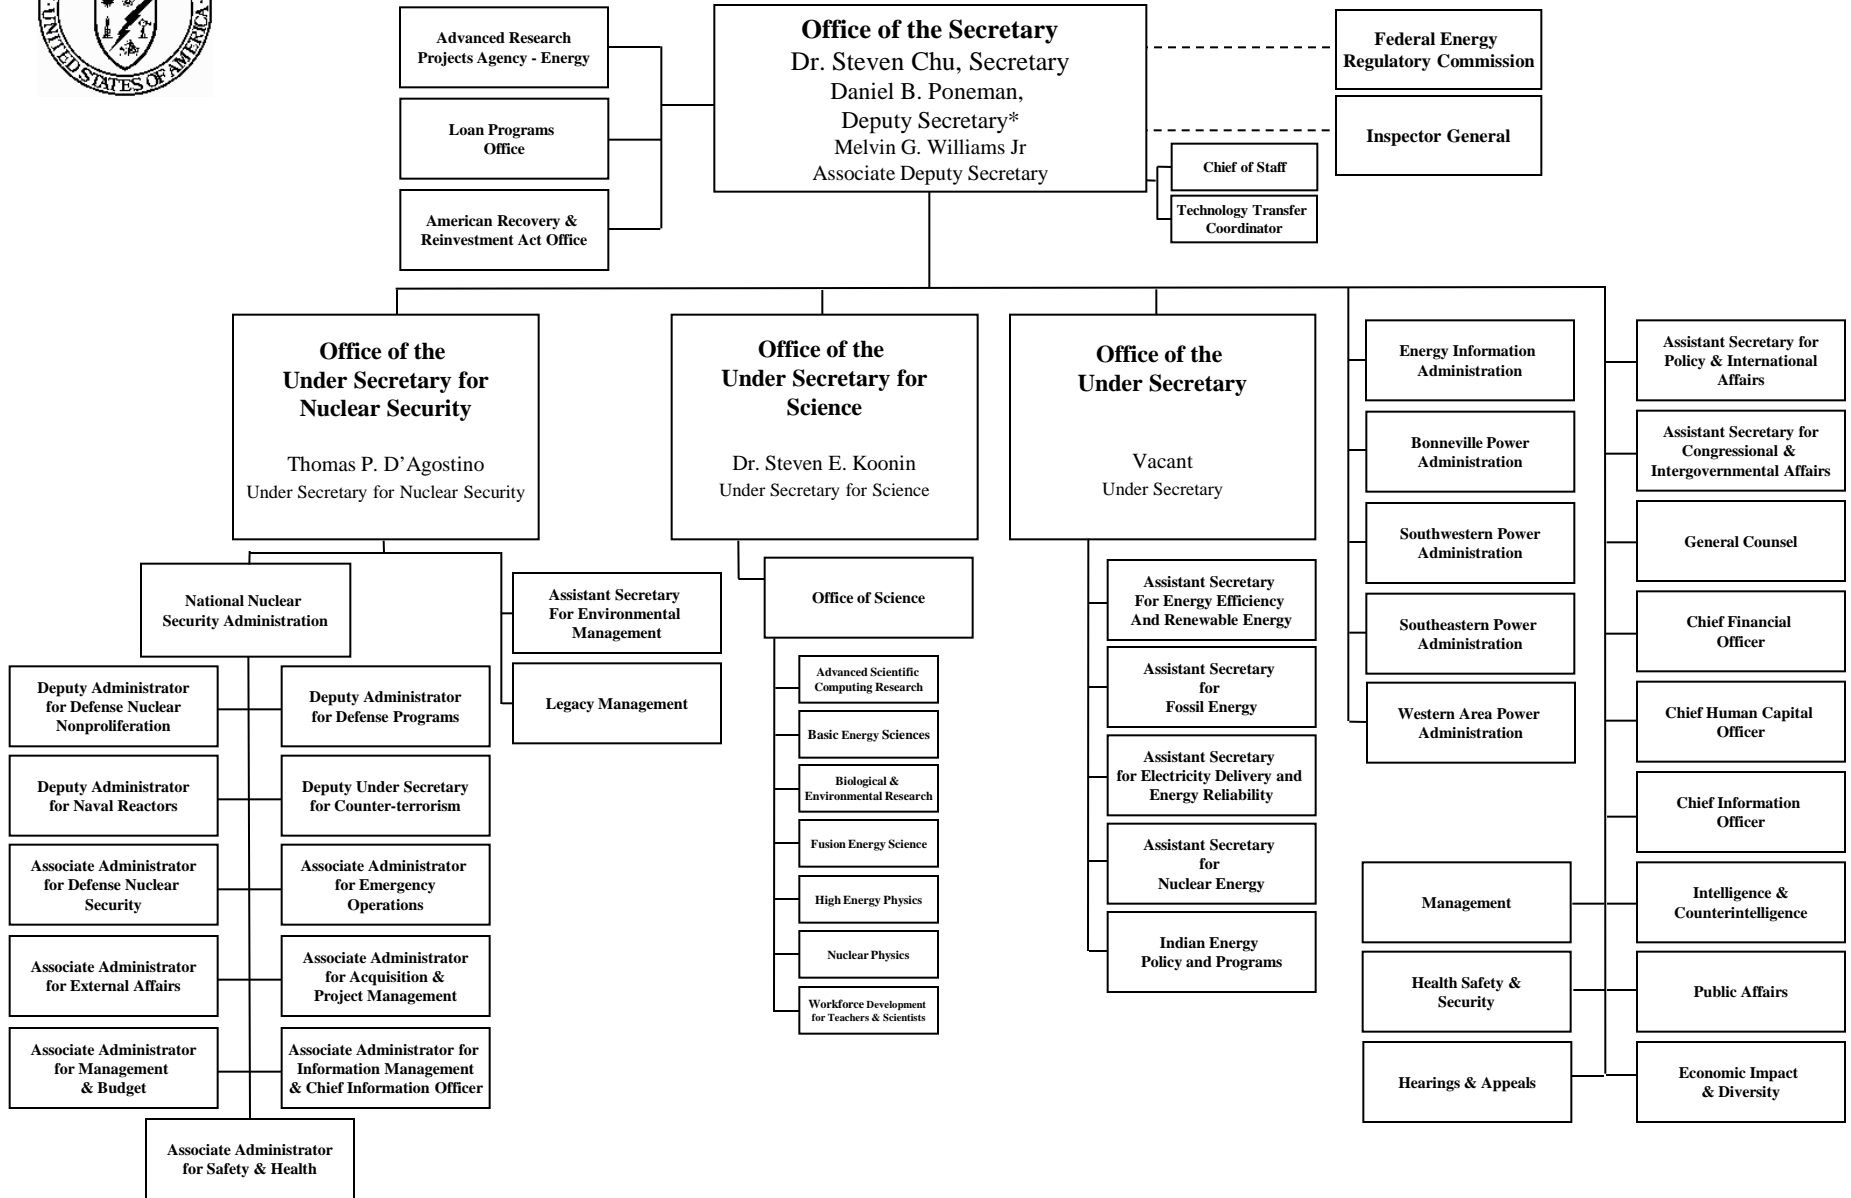 UNITED STATES OF AMERICA
Advanced Research
Projects Agency - Energy
Loan Programs
Office
American Recovery &
Reinvestment Act Office
Office of the Secretary
Dr. Steven Chu, Secretary
Daniel B. Poneman,
Deputy Secretary*
Melvin G. Williams Jr
Associate Deputy Secretary
Federal Energy
Regulatory Commission
Inspector General
Chief of Staff
Technology Transfer
Coordinator
Office of the
Under Secretary for
Nuclear Security
Thomas P. D’Agostino
Under Secretary for Nuclear Security
Office of the
Under Secretary for
Science
Dr. Steven E. Koonin
Under Secretary for Science
Office of the
Under Secretary
Vacant
Under Secretary
National Nuclear
Security Administration
Assistant Secretary
For Environmental
Management
Legacy Management
Deputy Administrator
for Defense Nuclear
Nonproliferation
Deputy Administrator
for Defense Programs
Deputy Administrator
for Naval Reactors
Deputy Under Secretary
for Counter-terrorism
Associate Administrator
for Defense Nuclear
Security
Associate Administrator
for Emergency
Operations
Associate Administrator
for External Affairs
Associate Administrator
for Acquisition &
Project Management
Associate Administrator
for Management
& Budget
Associate Administrator for
Information Management
& Chief Information Officer
Associate Administrator
for Safety & Health
Office of Science
Advanced Scientific
Computing Research
Basic Energy Sciences
Biological &
Environmental Research
Fusion Energy Science
High Energy Physics
Nuclear Physics
Workforce Development
for Teachers & Scientists
Assistant Secretary
For Energy Efficiency
And Renewable Energy
Assistant Secretary
for
Fossil Energy
Assistant Secretary
for Electricity Delivery and
Energy Reliability
Assistant Secretary
for
Nuclear Energy
Indian Energy
Policy and Programs
Energy Information
Administration
Bonneville Power
Administration
Southwestern Power
Administration
Southeastern Power
Administration
Western Area Power
Administration
Management
Health Safety &
Security
Hearings & Appeals
Assistant Secretary for
Policy & International
Affairs
Assistant Secretary for
Congressional &
Intergovernmental Affairs
General Counsel
Chief Financial
Officer
Chief Human Capital
Officer
Chief Information
Officer
Intelligence &
Counterintelligence
Public Affairs
Economic Impact
& Diversity